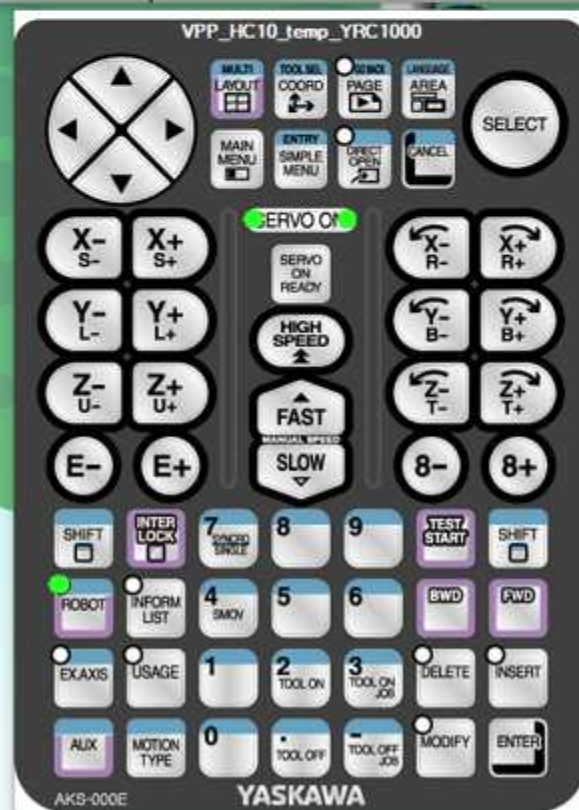 VPP_HC10_temp_YRC1000
MULTI
LAYOUT
TOOL SEL
COORD
GO BACK
PAGE
LANGUAGE
AREA
SELECT
MAIN
MENU
ENTRY
SIMPLE
MENU
DIRECT
OPEN
CANCEL
X-
S-
X+
S+
SERVO ON
SERVO
ON
READY
X-
R-
X+
R+
Y-
L-
Y+
L+
HIGH
SPEED
Y-
B-
Y+
B+
Z-
U-
Z+
U+
FAST
MANUAL SPEED
SLOW
Z-
T-
Z+
T+
E-
E+
8-
8+
SHIFT
INTER
LOCK
7
SYNCED
SINGLE
8
9
TEST
START
SHIFT
ROBOT
INFORM
LIST
4
SMOV
5
6
BWD
FWD
EX.AXIS
USAGE
1
2
TOOL ON
3
TOOL ON
JOB
DELETE
INSERT
AUX
MOTION
TYPE
0
.
TOOL OFF
-
TOOL OFF
JOB
MODIFY
ENTER
AKS-000E
YASKAWA